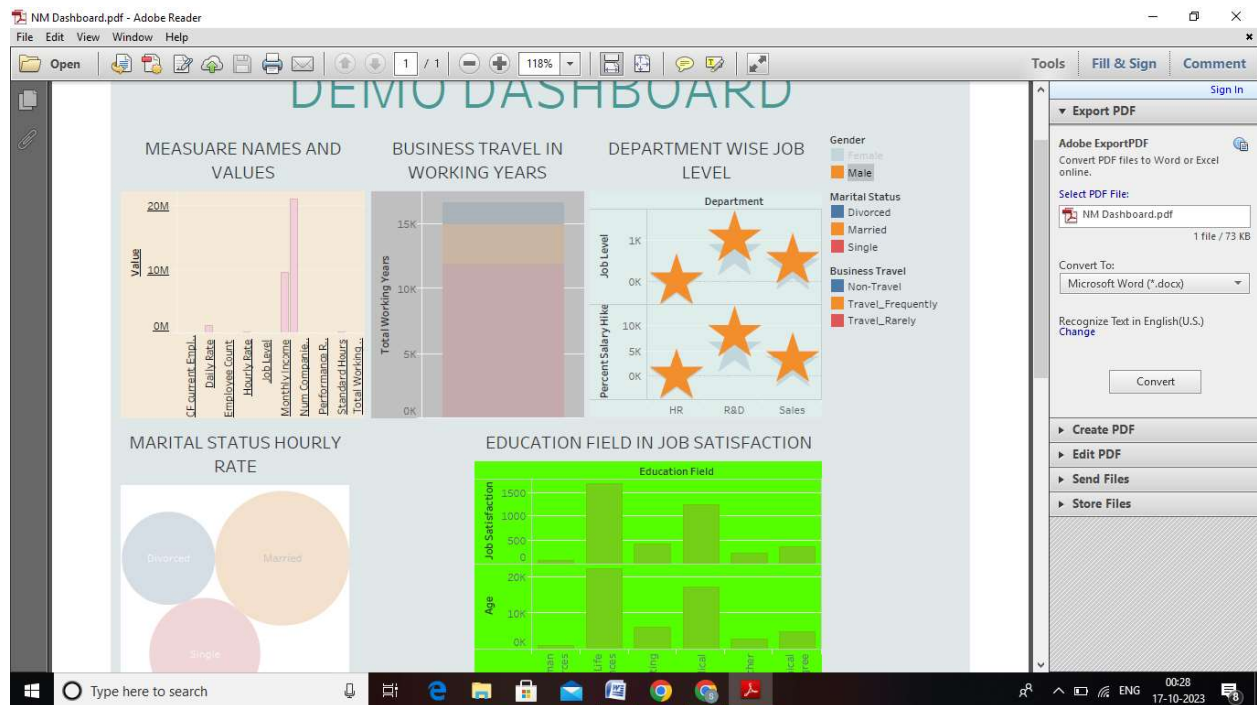 NM Dashboard.pdf - Adobe Reader
File Edit View Window Help
Open 1 / 1 118% Tools Fill & Sign Comment
Sign In
Export PDF
Adobe ExportPDF
Convert PDF files to Word or Excel
online.
Select PDF File:
NM Dashboard.pdf
1 file / 73 KB
Convert To:
Microsoft Word (*.docx)
Recognize Text in English(U.S.)
Change
Convert
Create PDF
Edit PDF
Send Files
Store Files
DEMO DASHBOARD
MEASUARE NAMES AND
VALUES
20M
10M
0M
Value
CF current Empl..
Daily Rate
Employee Count
Hourly Rate
Job Level
Monthly Income
Num Companie..
Performance R..
Standard Hours
Total Working ..
BUSINESS TRAVEL IN
WORKING YEARS
15K
10K
5K
0K
Total Working Years
DEPARTMENT WISE JOB
LEVEL
Department
Job Level
1K
0K
Percent Salary Hike
10K
5K
0K
HR R&D Sales
Gender
Female
Male
Marital Status
Divorced
Married
Single
Business Travel
Non-Travel
Travel_Frequently
Travel_Rarely
MARITAL STATUS HOURLY
RATE
Divorced
Married
Single
EDUCATION FIELD IN JOB SATISFACTION
Education Field
Job Satisfaction
1500
1000
500
0
Age
20K
10K
0K
Type here to search
ENG
00:28
17-10-2023